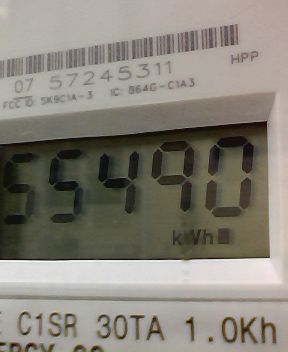 07 57245311 HPP
FCC ID: SK9C1A-3 IC: 864G-C1A3
55490
kWh
C1SR 30TA 1.0Kh